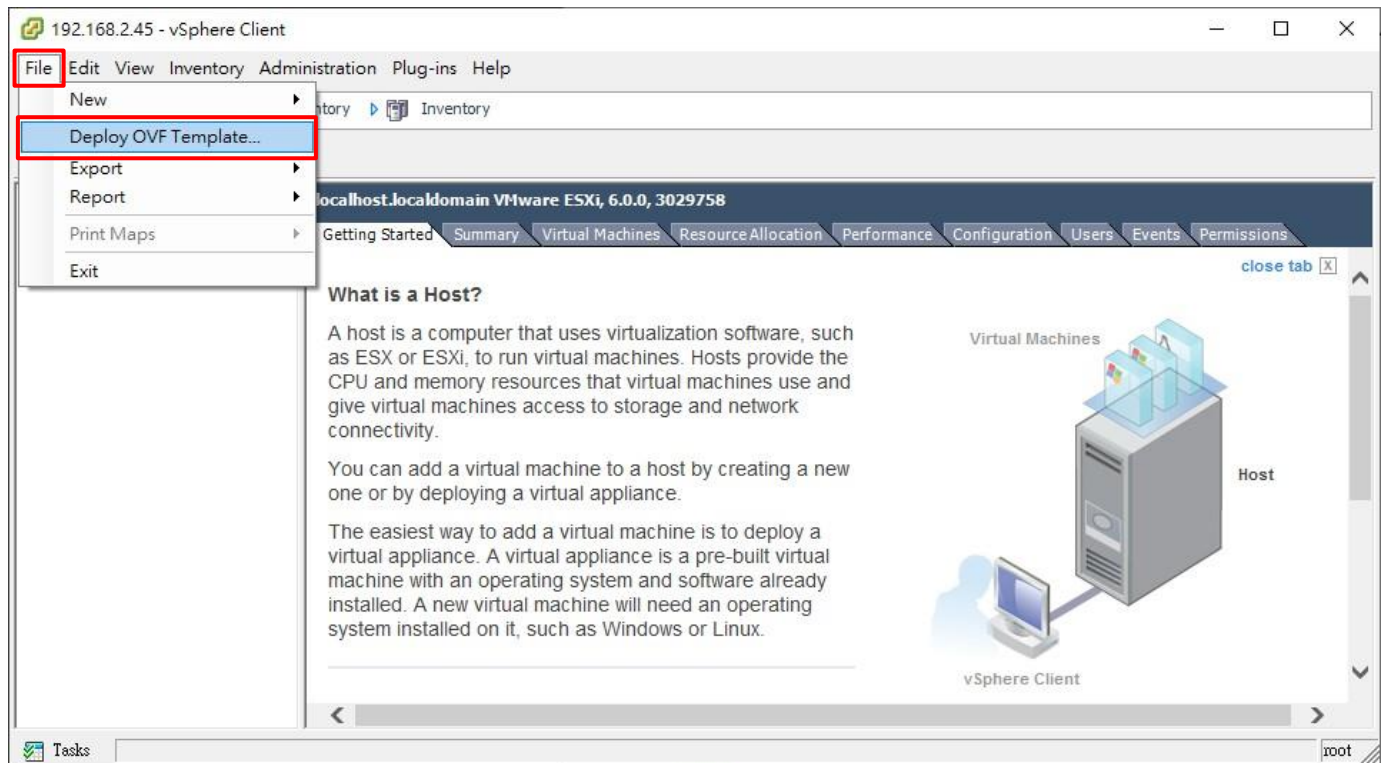 192.168.2.45 - vSphere Client
File Edit View Inventory Administration Plug-ins Help
New
Inventory
Deploy OVF Template...
Export
Report
Print Maps
Exit
localhost.localdomain VMware ESXi, 6.0.0, 3029758
Getting Started Summary Virtual Machines Resource Allocation Performance Configuration Users Events Permissions
close tab X
What is a Host?
A host is a computer that uses virtualization software, such
as ESX or ESXi, to run virtual machines. Hosts provide the
CPU and memory resources that virtual machines use and
give virtual machines access to storage and network
connectivity.
You can add a virtual machine to a host by creating a new
one or by deploying a virtual appliance.
The easiest way to add a virtual machine is to deploy a
virtual appliance. A virtual appliance is a pre-built virtual
machine with an operating system and software already
installed. A new virtual machine will need an operating
system installed on it, such as Windows or Linux.
Virtual Machines
Host
vSphere Client
Tasks
root